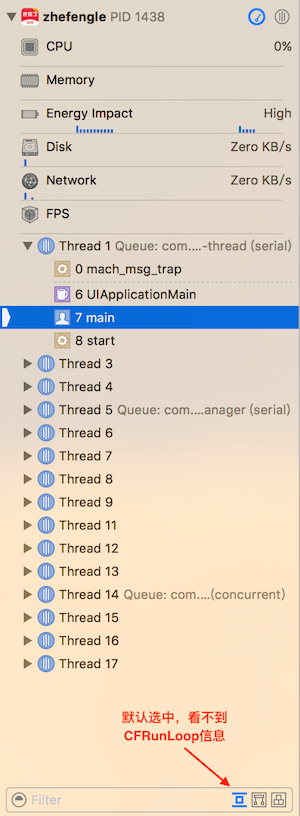 zhefengle PID 1438
CPU 0%
Memory
Energy Impact High
Disk Zero KB/s
Network Zero KB/s
FPS
Thread 1 Queue: com....-thread (serial)
0 mach_msg_trap
6 UIApplicationMain
7 main
8 start
Thread 3
Thread 4
Thread 5 Queue: com....anager (serial)
Thread 6
Thread 7
Thread 8
Thread 9
Thread 11
Thread 12
Thread 13
Thread 14 Queue: com....(concurrent)
Thread 15
Thread 16
Thread 17
默认选中，看不到
CFRunLoop信息
Filter